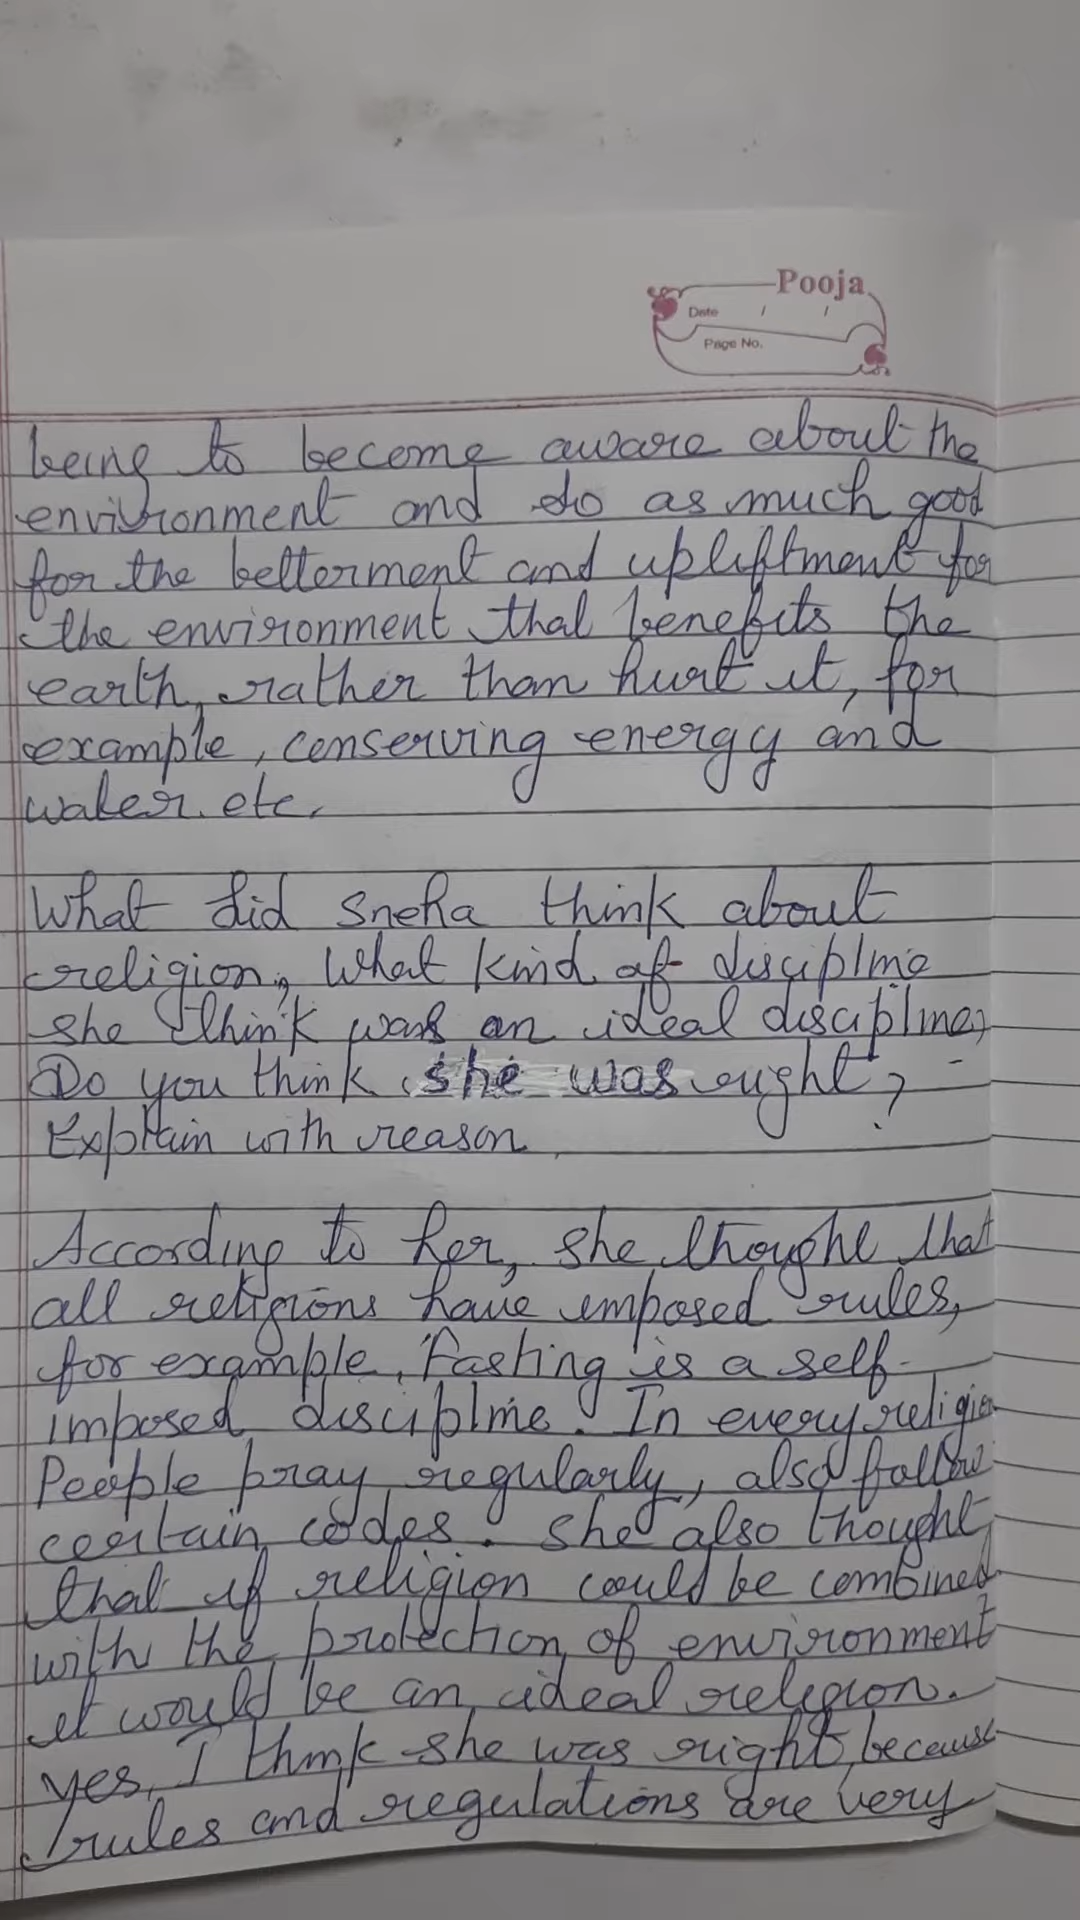 Pooja
Date / /
Page No.
being to become aware about the
environment and do as much good
for the betterment and upliftment for
the environment that benefits the
earth, rather than hurt it, for
example, conserving energy and
water. etc.
What did Sneha think about
religion, What kind of discipline
she think was an ideal discipline,
Do you think she was right?
Explain with reason.
According to her, she thought that
all religions have imposed rules,
for example, Fasting is a self-
imposed discipline. In every religion
People pray regularly, also follow
certain codes. She also thought
that if religion could be combined
with the protection of environment
it would be an ideal religion.
yes, I think she was right, because
rules and regulations are very